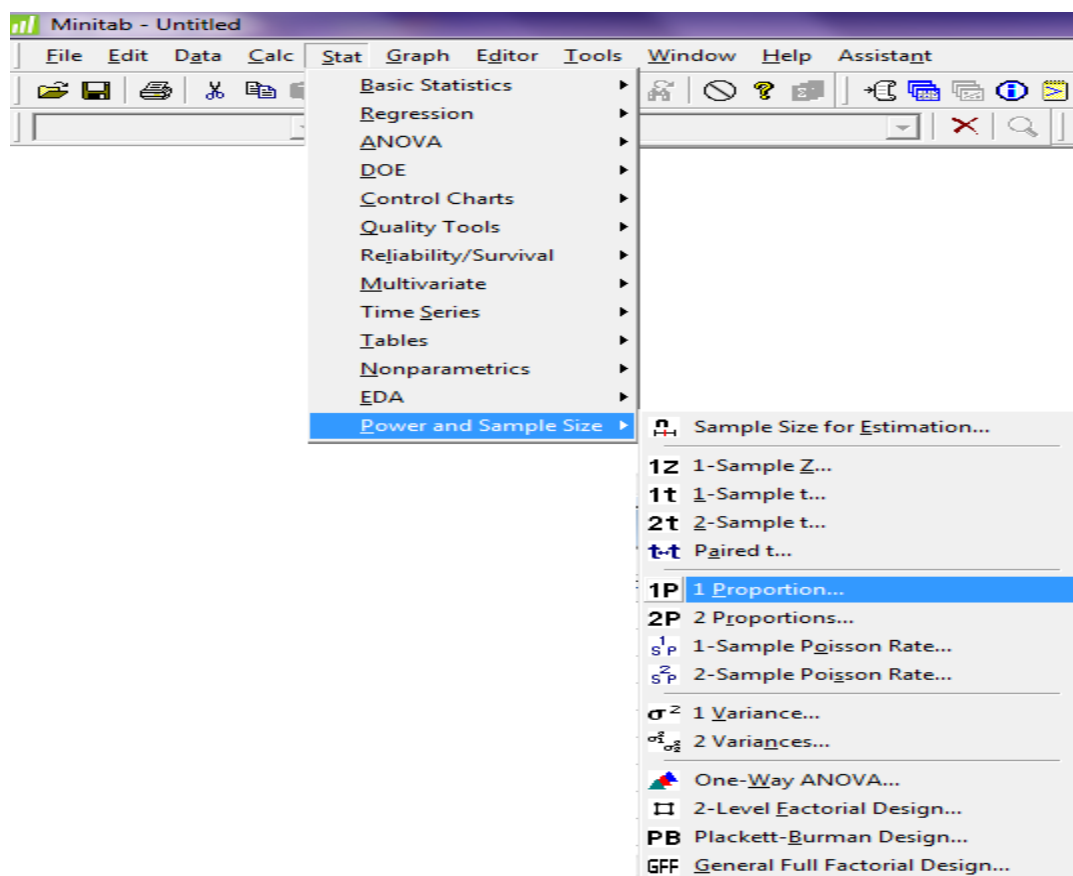 Minitab - Untitled
File Edit Data Calc Stat Graph Editor Tools Window Help Assistant
Basic Statistics
Regression
ANOVA
DOE
Control Charts
Quality Tools
Reliability/Survival
Multivariate
Time Series
Tables
Nonparametrics
EDA
Power and Sample Size
Sample Size for Estimation...
1Z 1-Sample Z...
1t 1-Sample t...
2t 2-Sample t...
t-t Paired t...
1P 1 Proportion...
2P 2 Proportions...
S¹P 1-Sample Poisson Rate...
S²P 2-Sample Poisson Rate...
σ² 1 Variance...
2 Variances...
One-Way ANOVA...
2-Level Factorial Design...
PB Plackett-Burman Design...
GFF General Full Factorial Design...